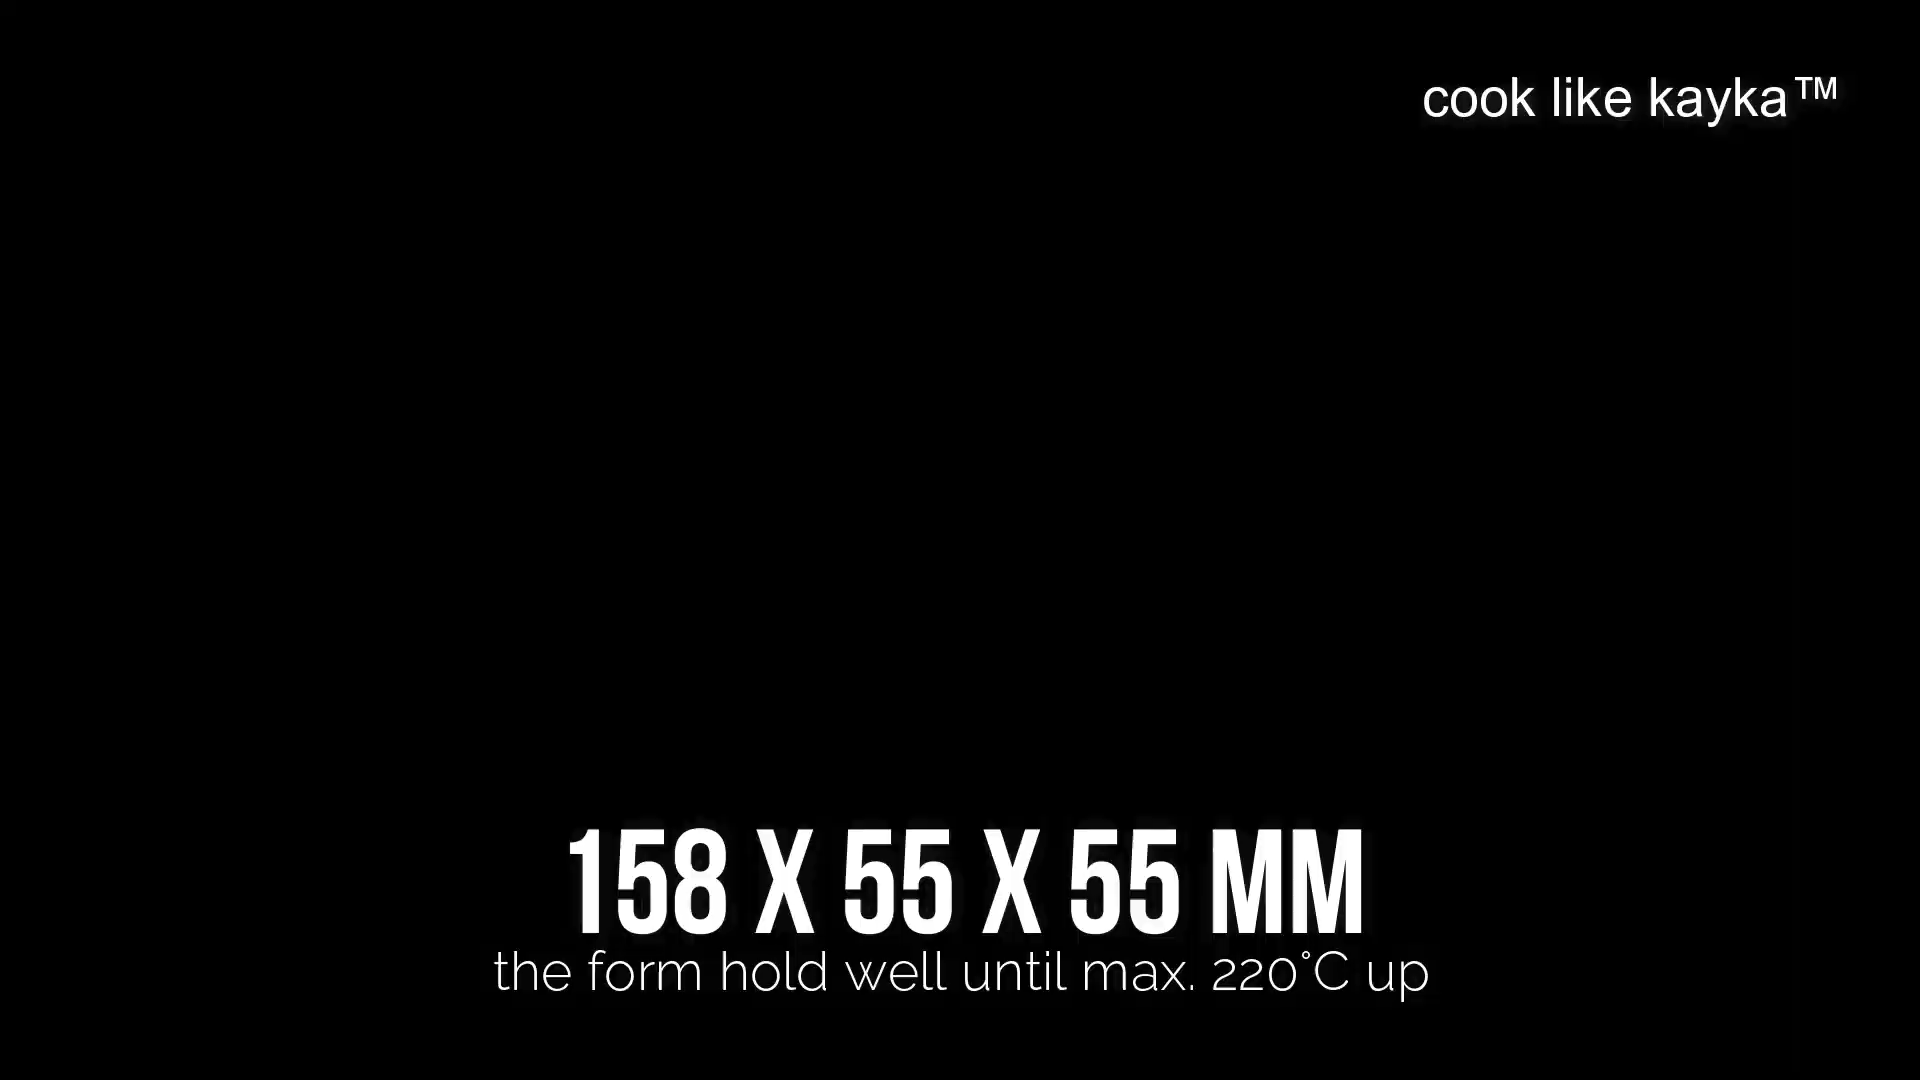 cook like kayka™
158 X 55 X 55 MM
the form hold well until max. 220°C up